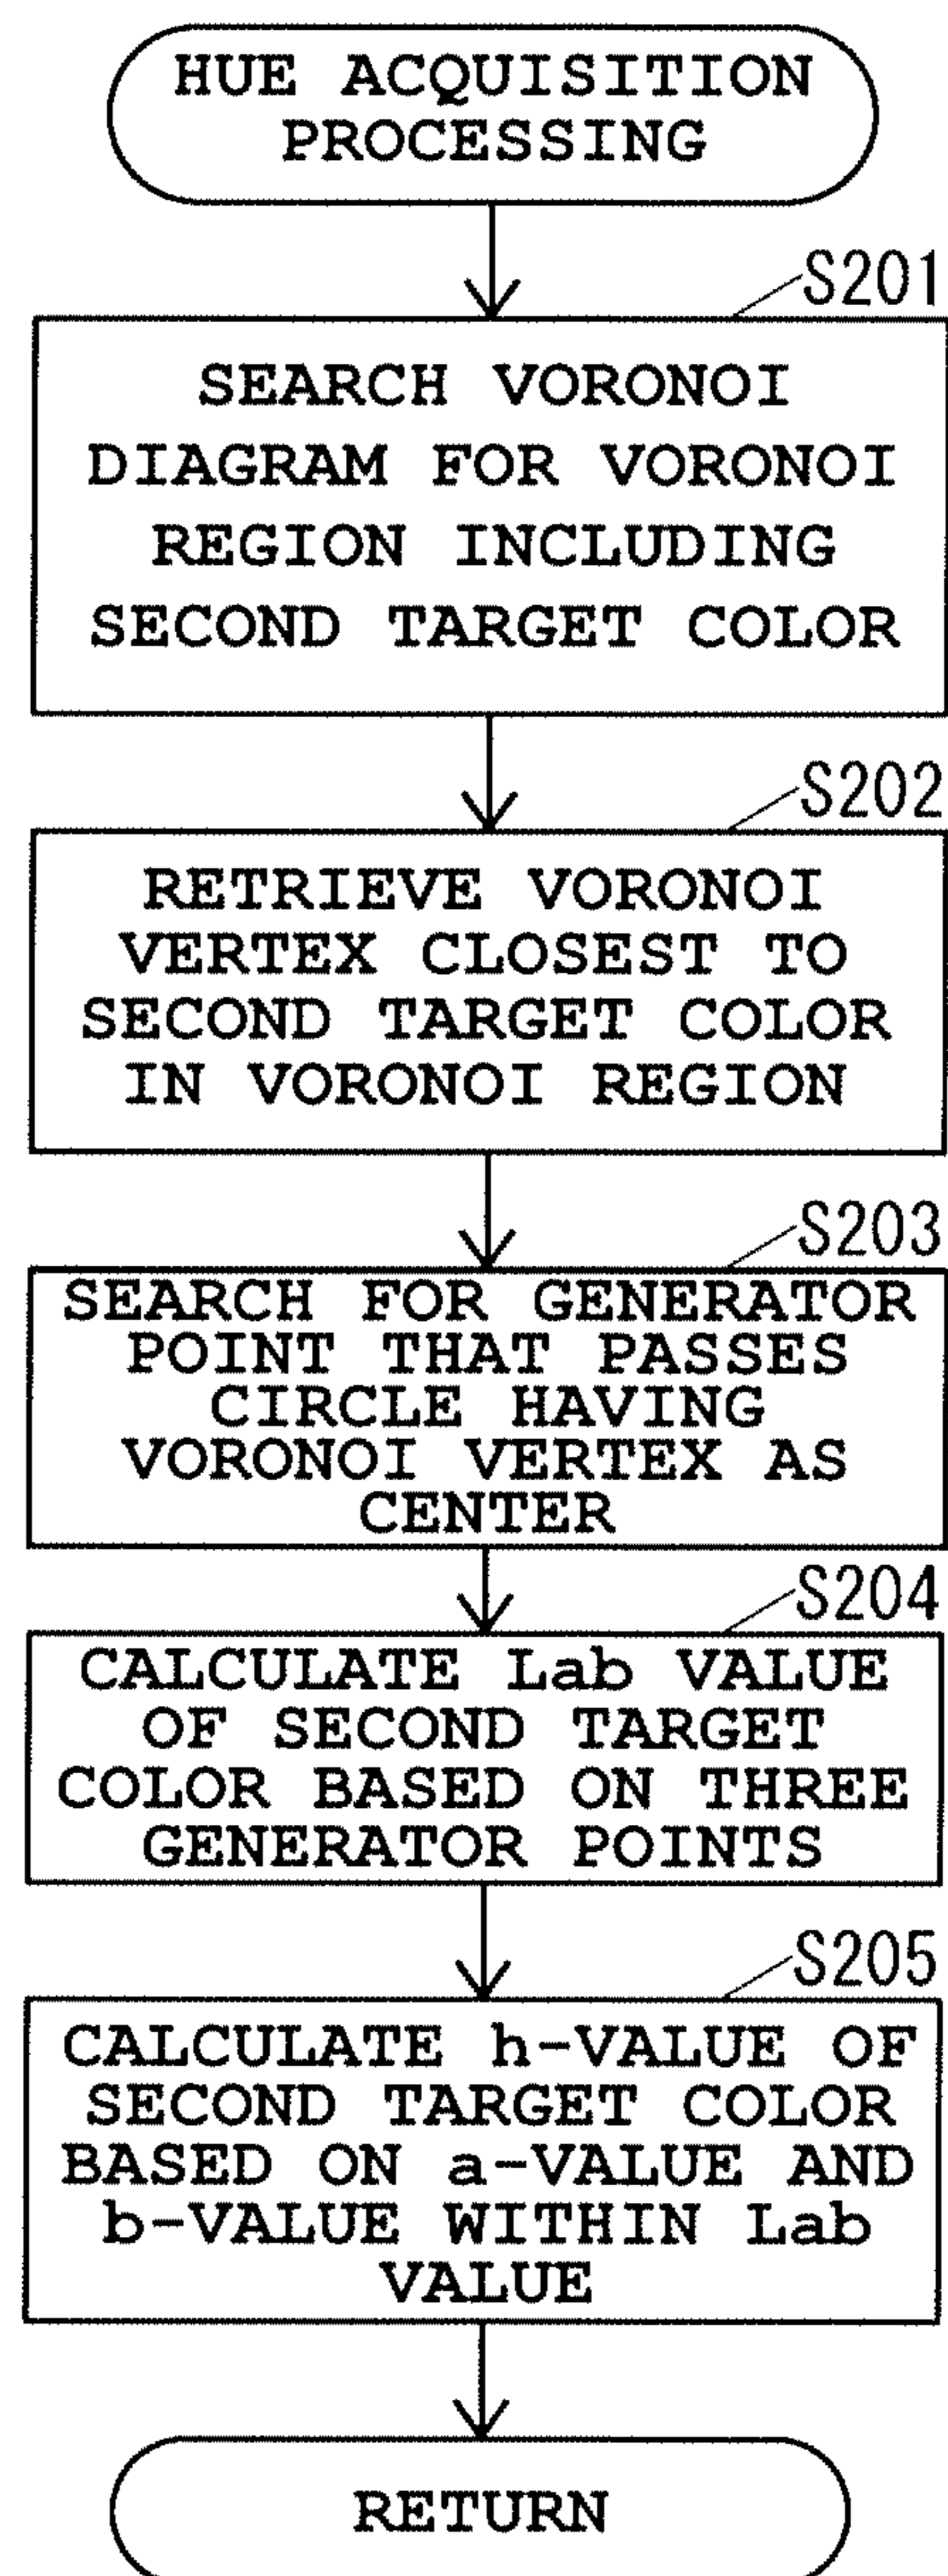 HUE ACQUISITION
PROCESSING
S201
SEARCH VORONOI
DIAGRAM FOR VORONOI
REGION INCLUDING
SECOND TARGET COLOR
S202
RETRIEVE VORONOI
VERTEX CLOSEST TO
SECOND TARGET COLOR
IN VORONOI REGION
S203
SEARCH FOR GENERATOR
POINT THAT PASSES
CIRCLE HAVING
VORONOI VERTEX AS
CENTER
S204
CALCULATE Lab VALUE
OF SECOND TARGET
COLOR BASED ON THREE
GENERATOR POINTS
S205
CALCULATE h-VALUE OF
SECOND TARGET COLOR
BASED ON a-VALUE AND
b-VALUE WITHIN Lab
VALUE
RETURN